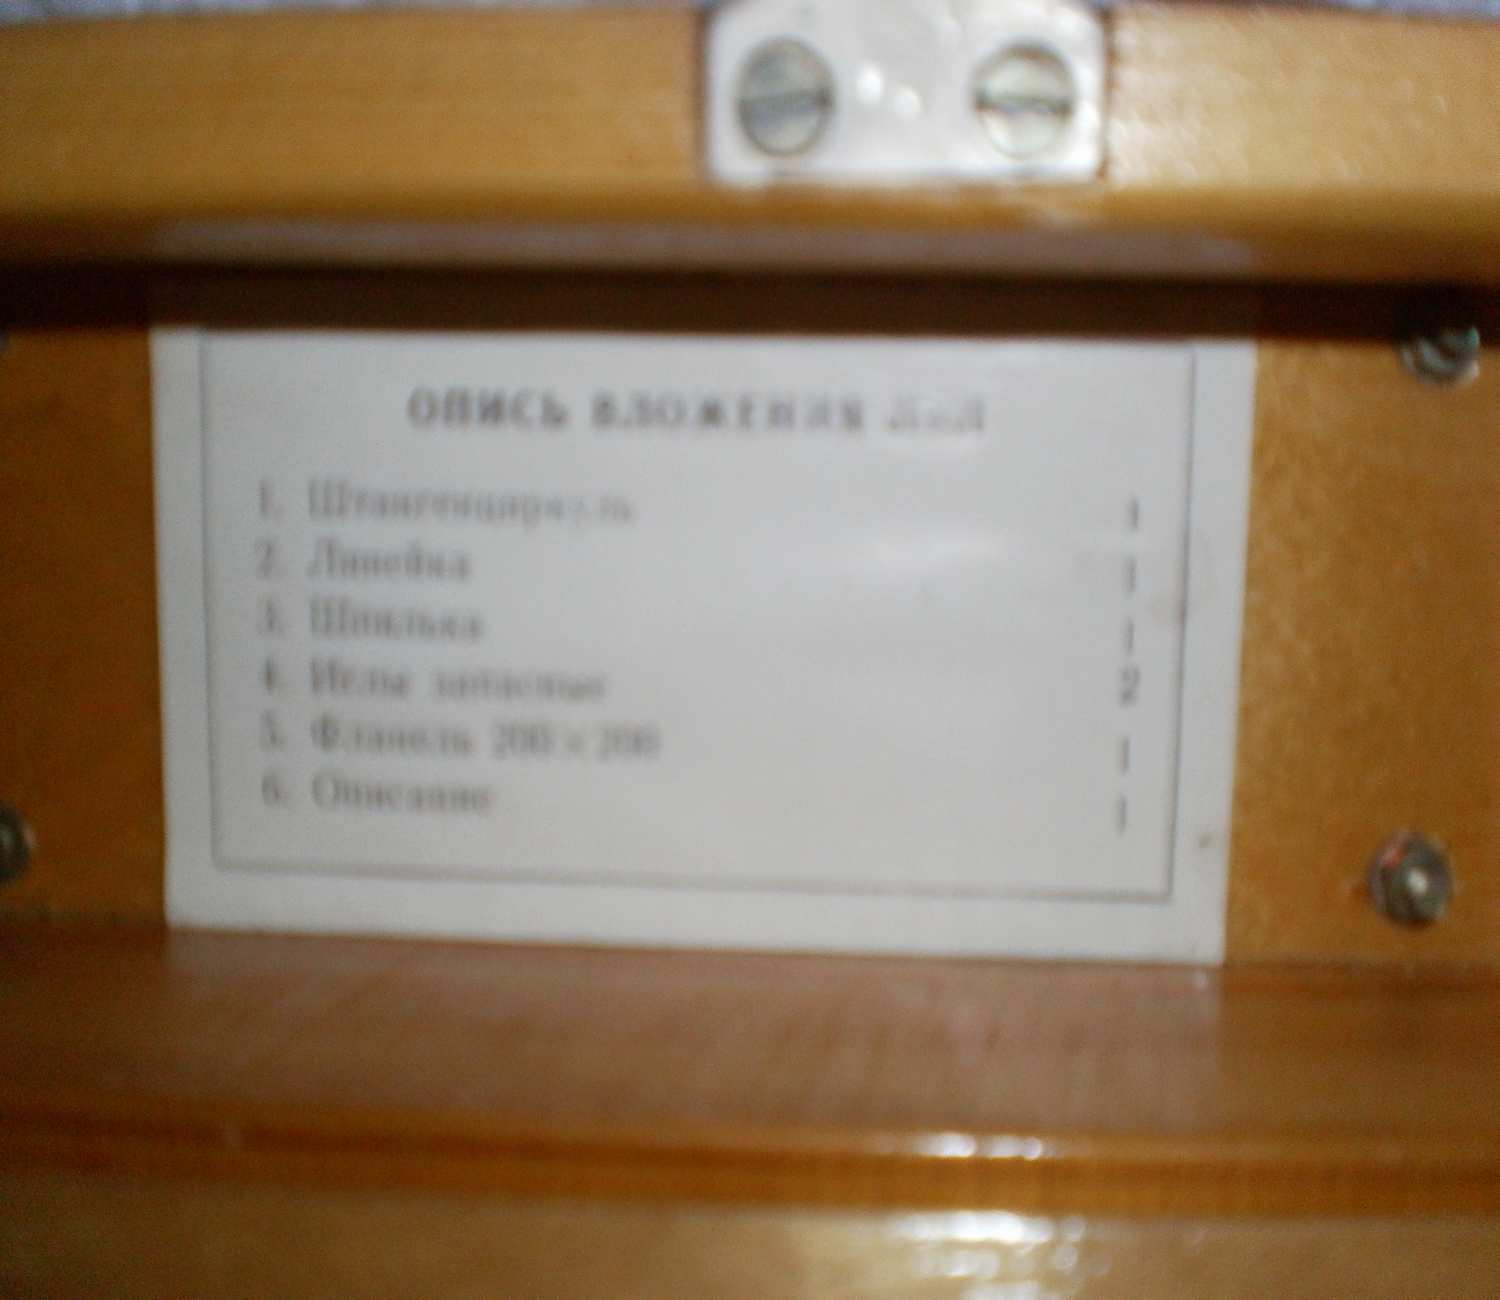 ОПИСЬ ВЛОЖЕНИЯ
1. Штангенциркуль 1
2. Линейка 1
3. Шпилька 1
4. Иглы запасные 2
5. Фланель 200×200 1
6. Описание 1